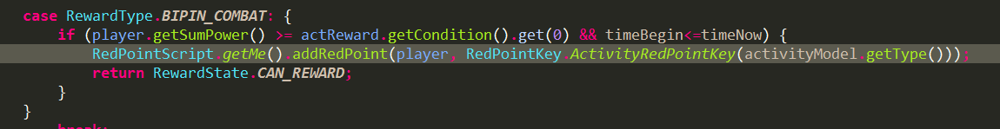 case RewardType.BIPIN_COMBAT: {
if (player.getSumPower() >= actReward.getCondition().get(0) && timeBegin<=timeNow) {
RedPointScript.getMe().addRedPoint(player, RedPointKey.ActivityRedPointKey(activityModel.getType()));
return RewardState.CAN_REWARD;
}
}
break;